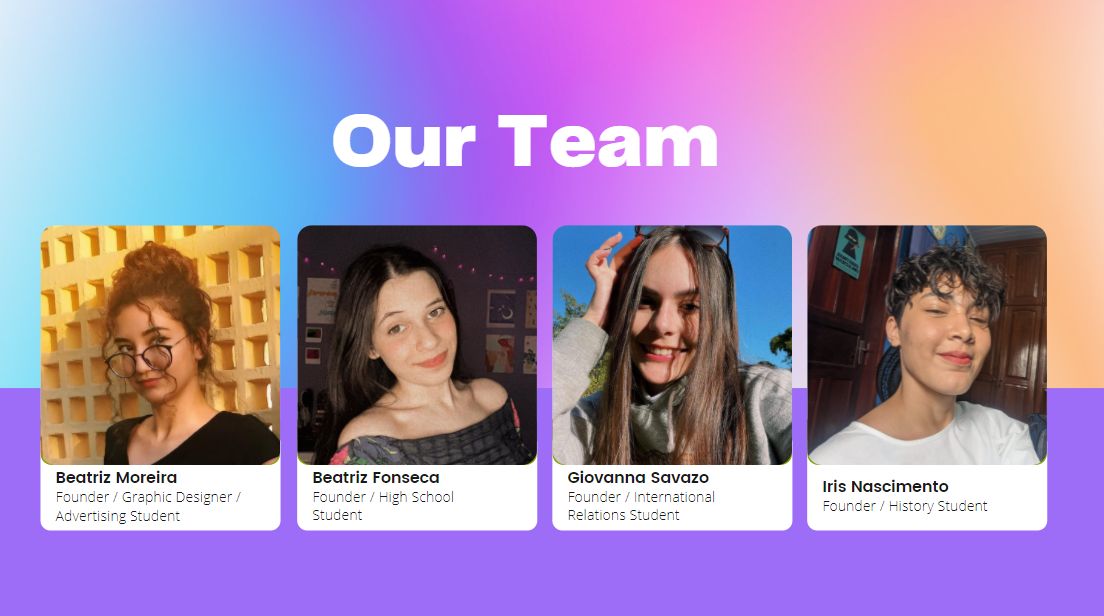 Our Team
Beatriz Moreira
Founder / Graphic Designer /
Advertising Student
Beatriz Fonseca
Founder / High School
Student
Giovanna Savazo
Founder / International
Relations Student
Iris Nascimento
Founder / History Student